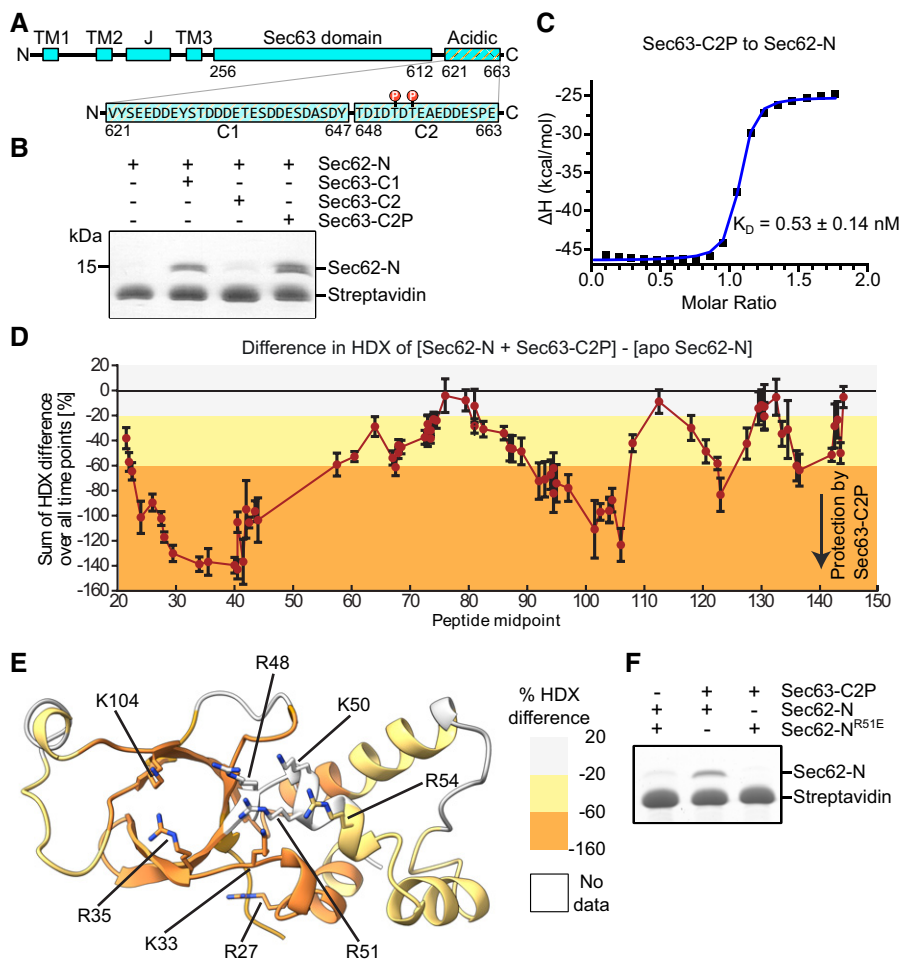 A
TM1 TM2 J TM3 Sec63 domain Acidic
N C
256 612 621 663
P P
N VYSEEDDEYSTDDDETESDDESDASDY TDIDTDTEAEDDESPE C
621 C1 647 648 C2 663
B
+ + + + Sec62-N
- + - - Sec63-C1
- - + - Sec63-C2
- - - + Sec63-C2P
kDa
15 Sec62-N
Streptavidin
C
Sec63-C2P to Sec62-N
ΔH (kcal/mol)
-25
-30
-35
-40
-45
K_D = 0.53 ± 0.14 nM
0.0 0.5 1.0 1.5 2.0
Molar Ratio
D
Difference in HDX of [Sec62-N + Sec63-C2P] - [apo Sec62-N]
Sum of HDX difference
over all time points [%]
20
0
-20
-40
-60
-80
-100
-120
-140
-160
Protection by
Sec63-C2P
20 30 40 50 60 70 80 90 100 110 120 130 140 150
Peptide midpoint
E
R48
K104
K50
R54
R35
K33
R27
R51
% HDX
difference
20
-20
-60
-160
No
data
F
- + + Sec63-C2P
+ + - Sec62-N
+ - + Sec62-N^R51E
Sec62-N
Streptavidin